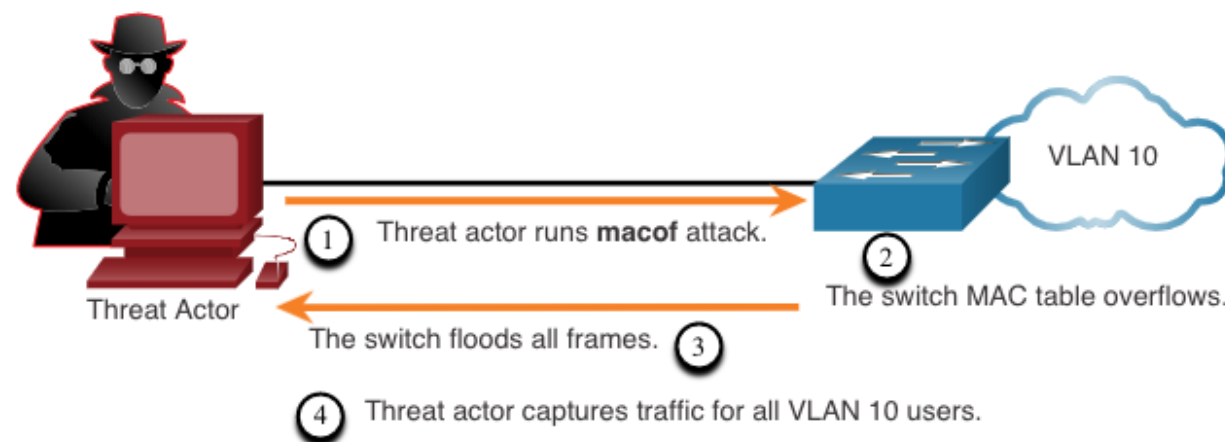 VLAN 10
1
Threat actor runs macof attack.
2
Threat Actor
The switch MAC table overflows.
The switch floods all frames.
3
4
Threat actor captures traffic for all VLAN 10 users.